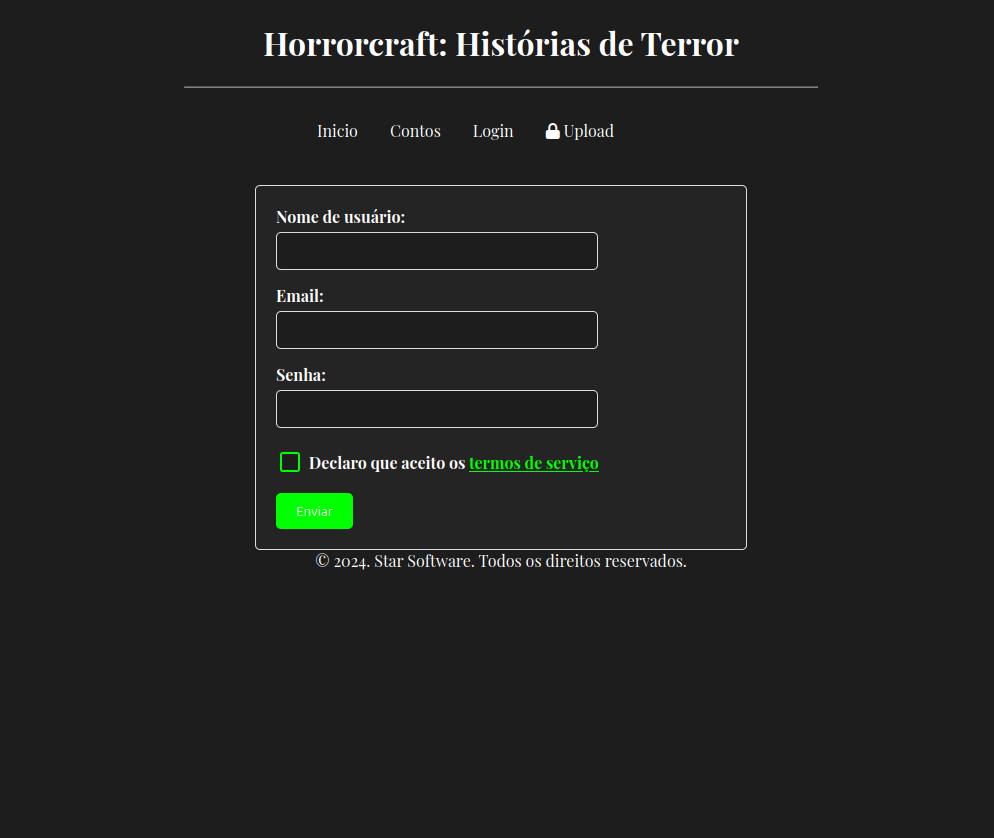 Horrorcraft: Histórias de Terror
Inicio Contos Login Upload
Nome de usuário:
Email:
Senha:
Declaro que aceito os termos de serviço
Enviar
© 2024. Star Software. Todos os direitos reservados.